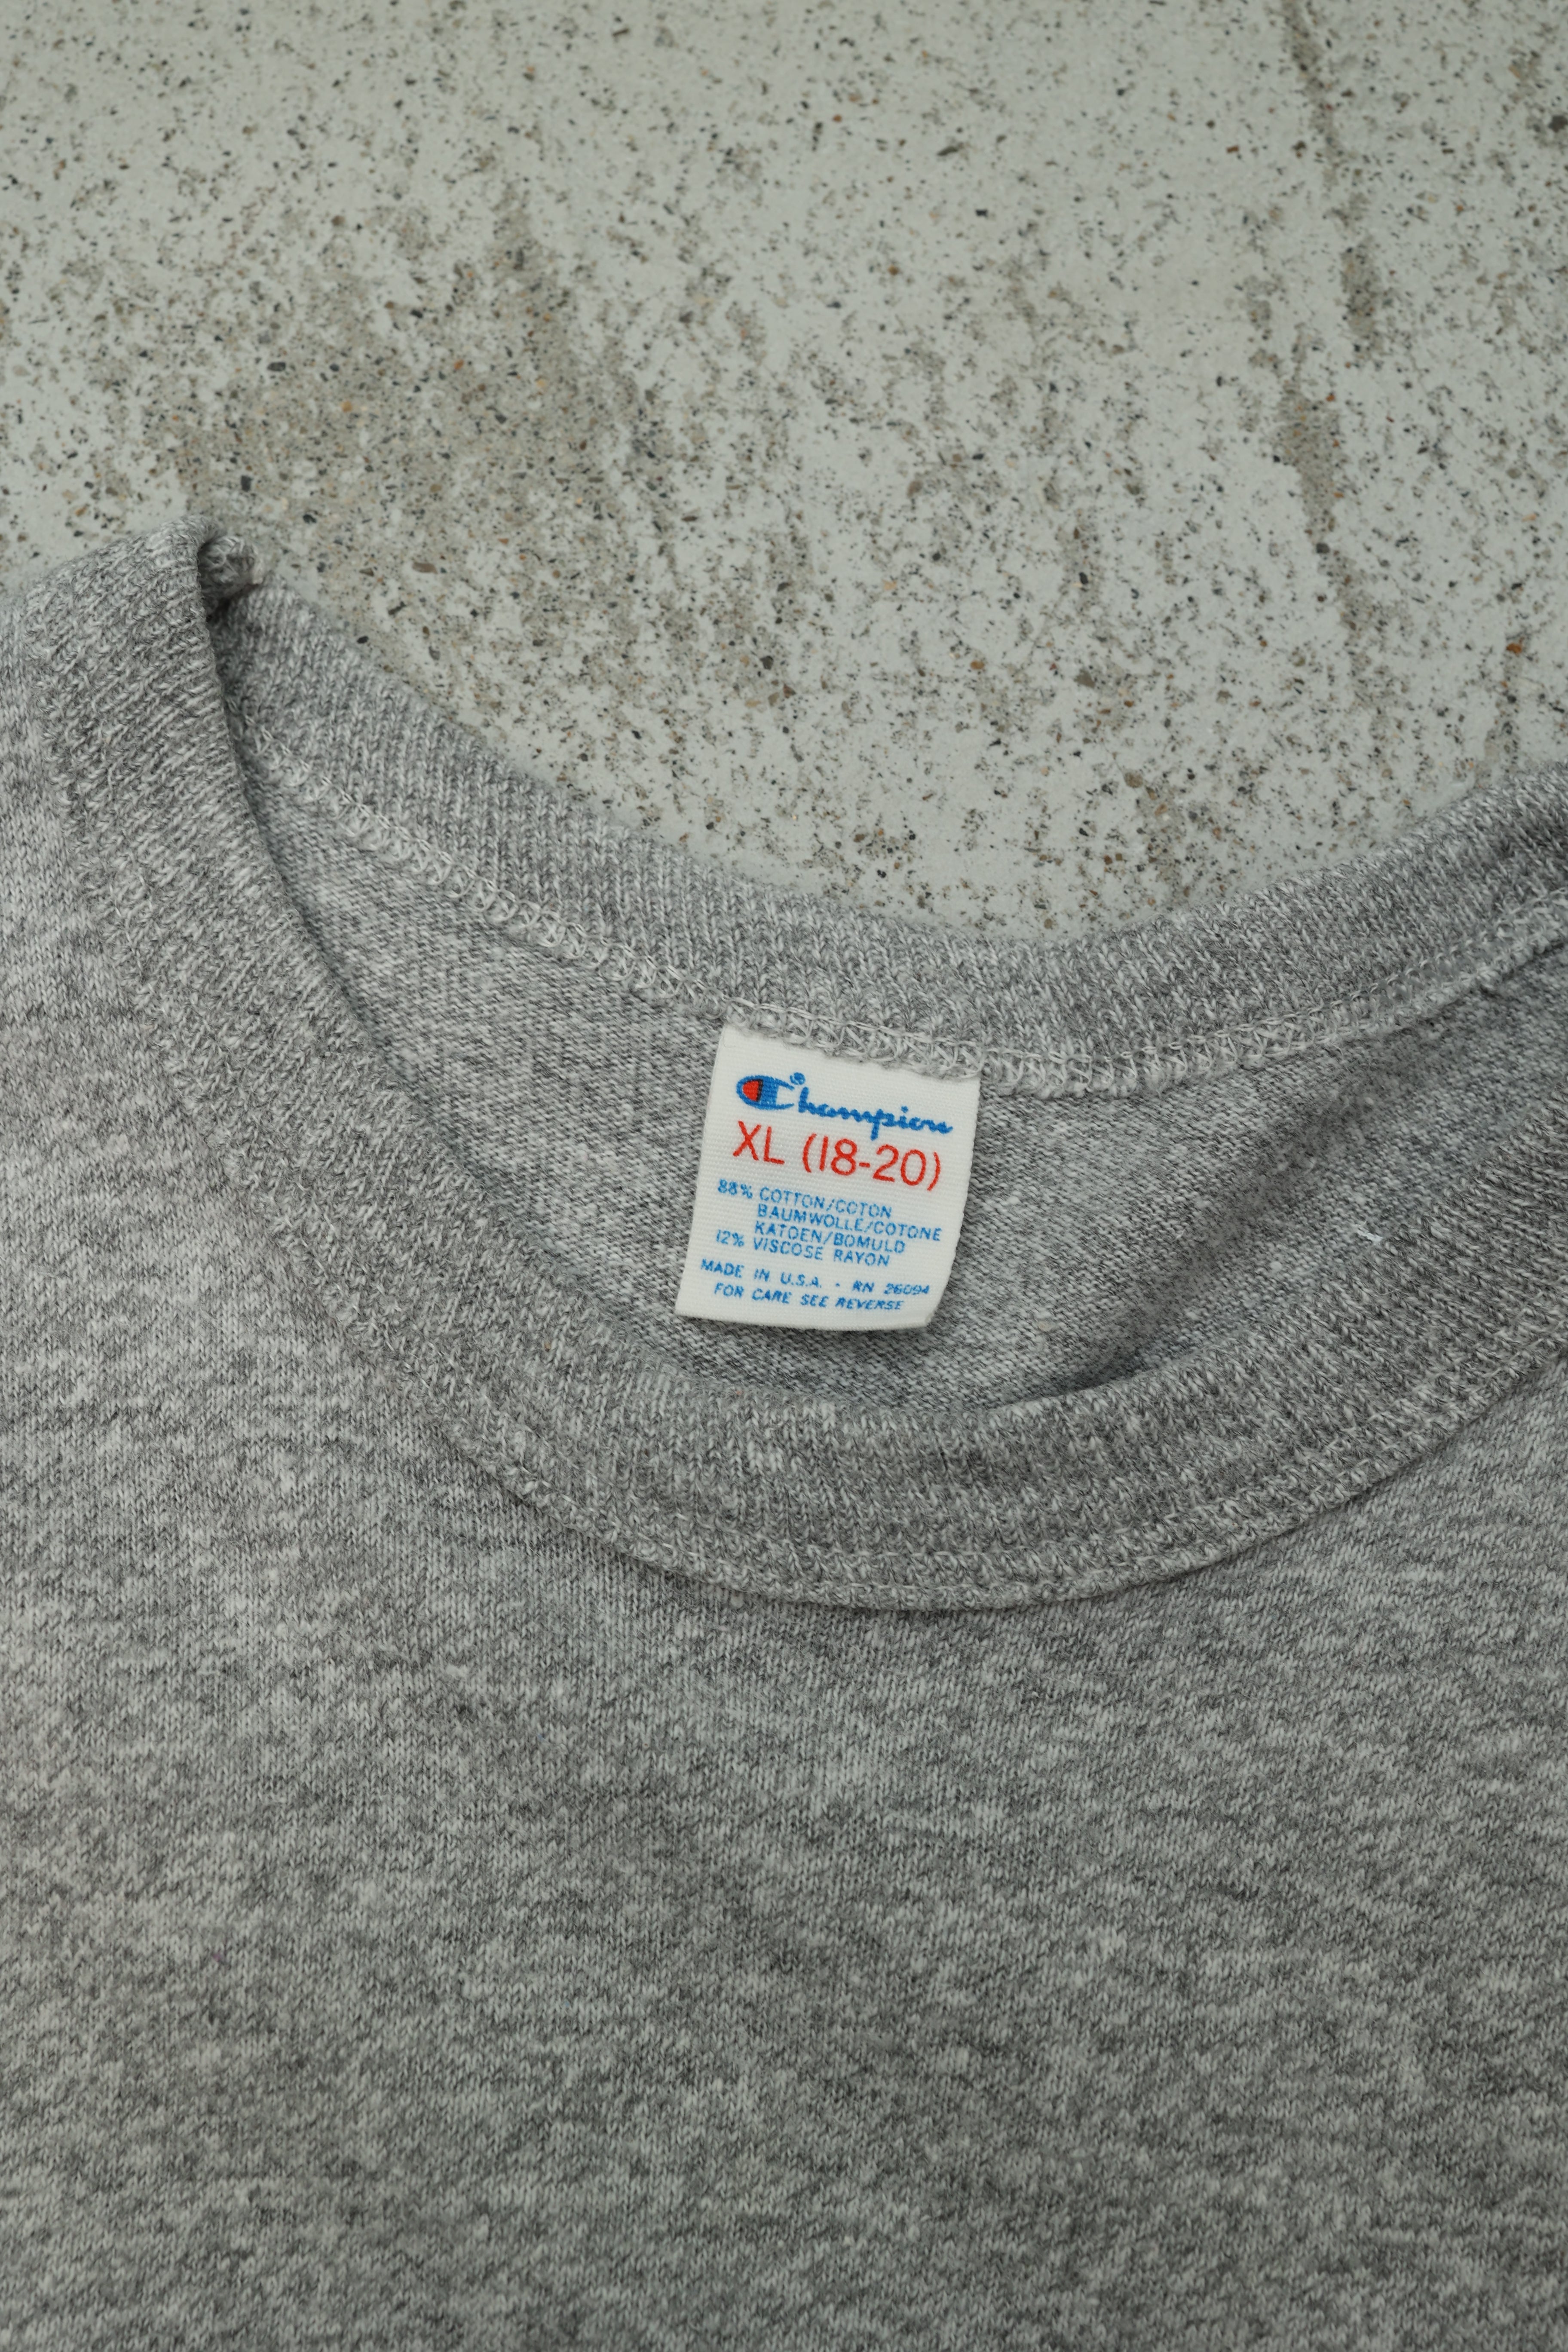 Champion
XL (18-20)
88% COTTON/COTON
BAUMWOLLE/COTONE
KATOEN/BOMULD
12% VISCOSE RAYON
MADE IN U.S.A. - RN 26094
FOR CARE SEE REVERSE